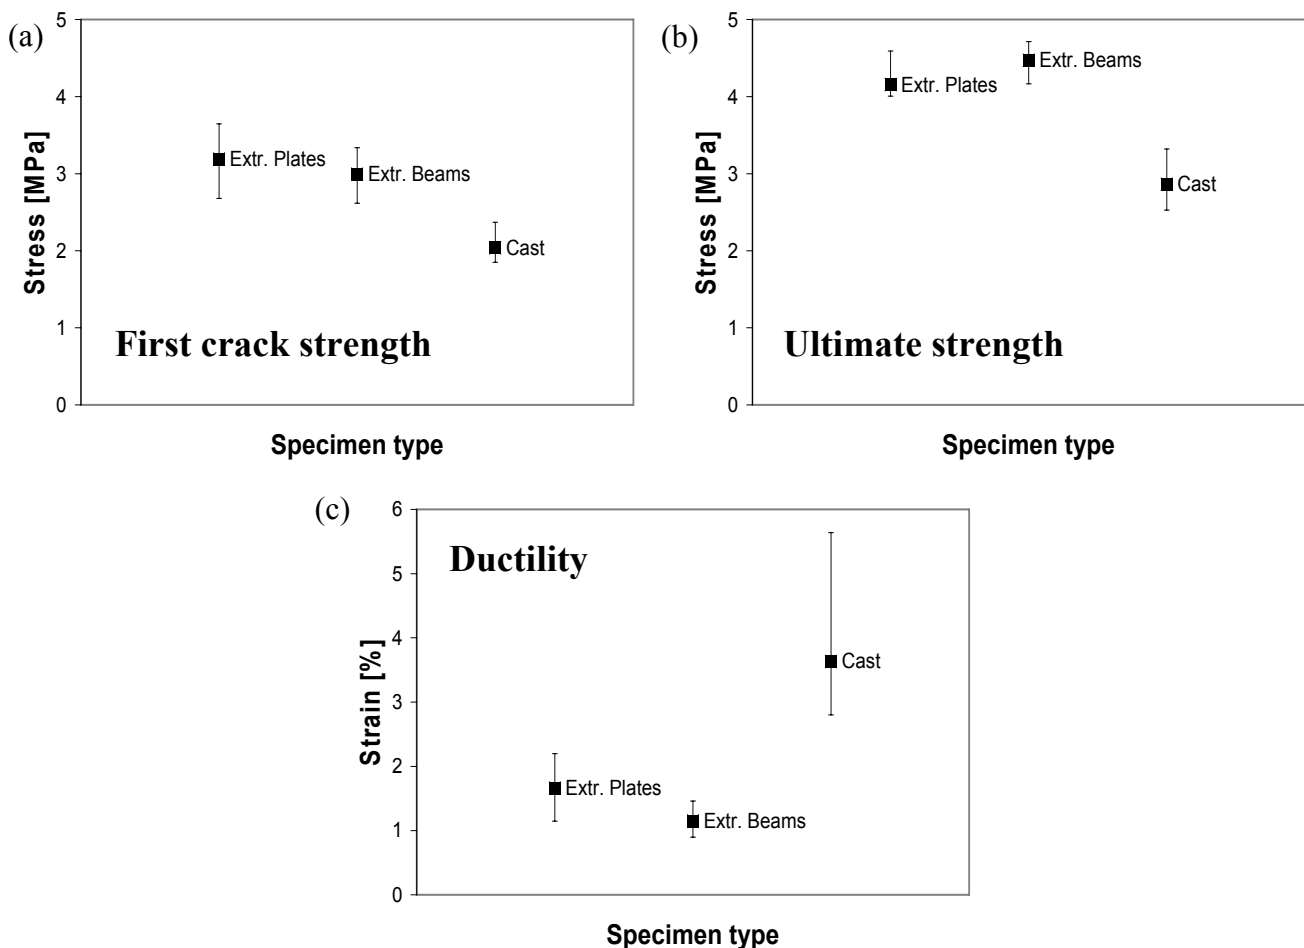 (a)
5
4
3
2
1
0
Stress [MPa]
Extr. Plates
Extr. Beams
Cast
First crack strength
Specimen type
(b)
5
4
3
2
1
0
Stress [MPa]
Extr. Plates
Extr. Beams
Cast
Ultimate strength
Specimen type
(c)
6
5
4
3
2
1
0
Strain [%]
Ductility
Cast
Extr. Plates
Extr. Beams
Specimen type